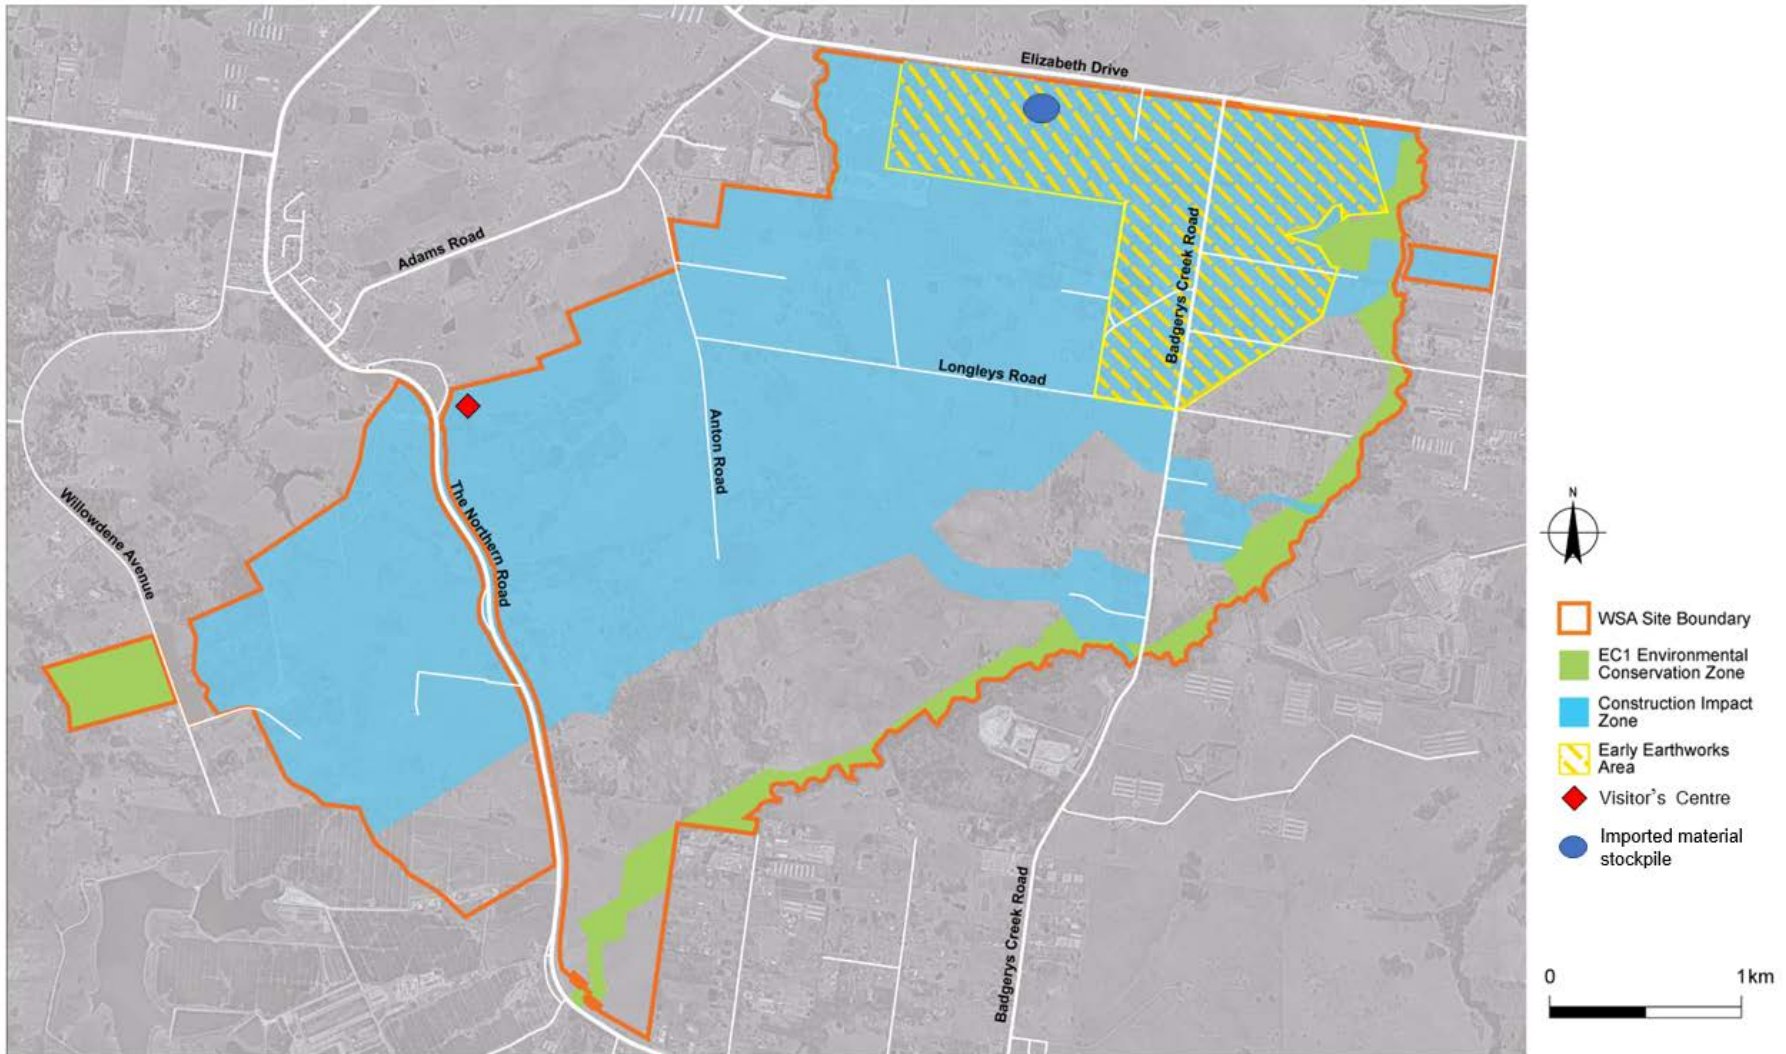 Elizabeth Drive
Adams Road
Badgerys Creek Road
Longleys Road
Anton Road
The Northern Road
Willowdene Avenue
Badgerys Creek Road
N
WSA Site Boundary
EC1 Environmental
Conservation Zone
Construction Impact
Zone
Early Earthworks
Area
Visitor's Centre
Imported material
stockpile
0 1km